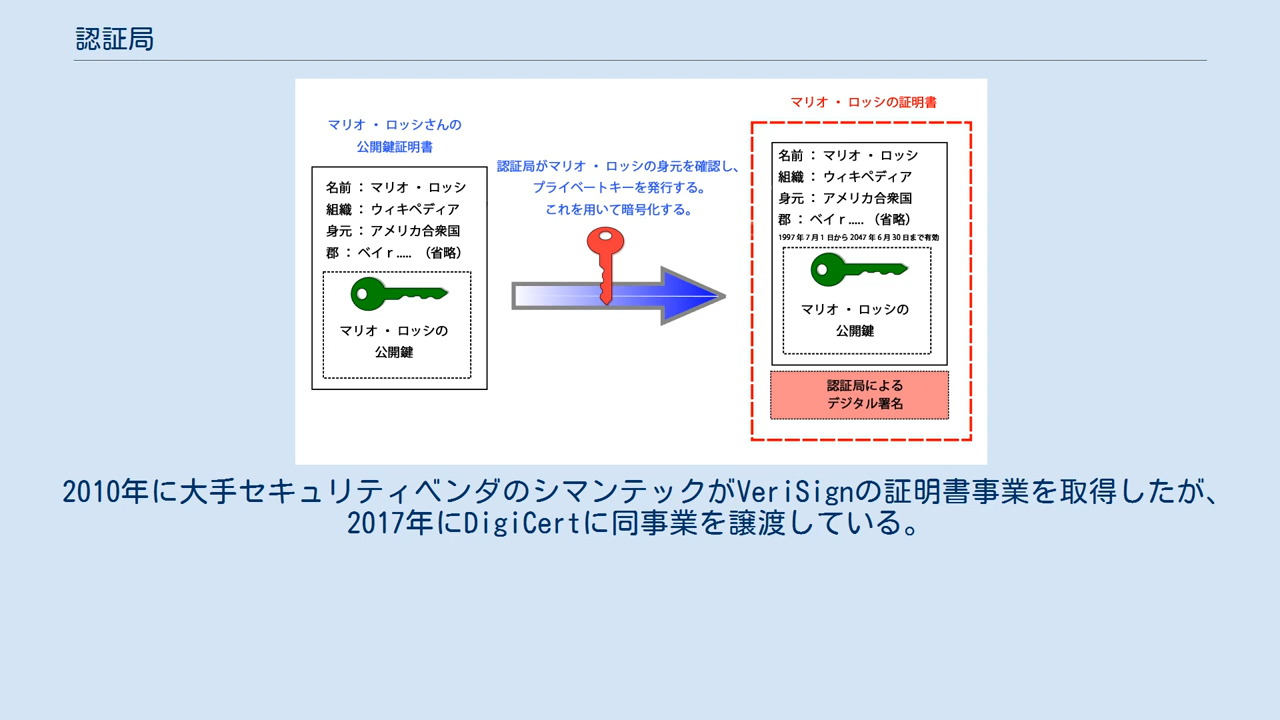 認証局
マリオ ・ ロッシさんの
公開鍵証明書
名前 ： マリオ ・ ロッシ
組織 ： ウィキペディア
身元 ： アメリカ合衆国
郡 ： ベイｒ..... （省略）
マリオ ・ ロッシの
公開鍵
認証局がマリオ ・ ロッシの身元を確認し、
プライベートキーを発行する。
これを用いて暗号化する。
マリオ ・ ロッシの証明書
名前 ： マリオ ・ ロッシ
組織 ： ウィキペディア
身元 ： アメリカ合衆国
郡 ： ベイｒ..... （省略）
1997 年 7 月 1 日から 2047 年 6 月 30 日まで有効
マリオ ・ ロッシの
公開鍵
認証局による
デジタル署名
2010年に大手セキュリティベンダのシマンテックがVeriSignの証明書事業を取得したが、
2017年にDigiCertに同事業を譲渡している。